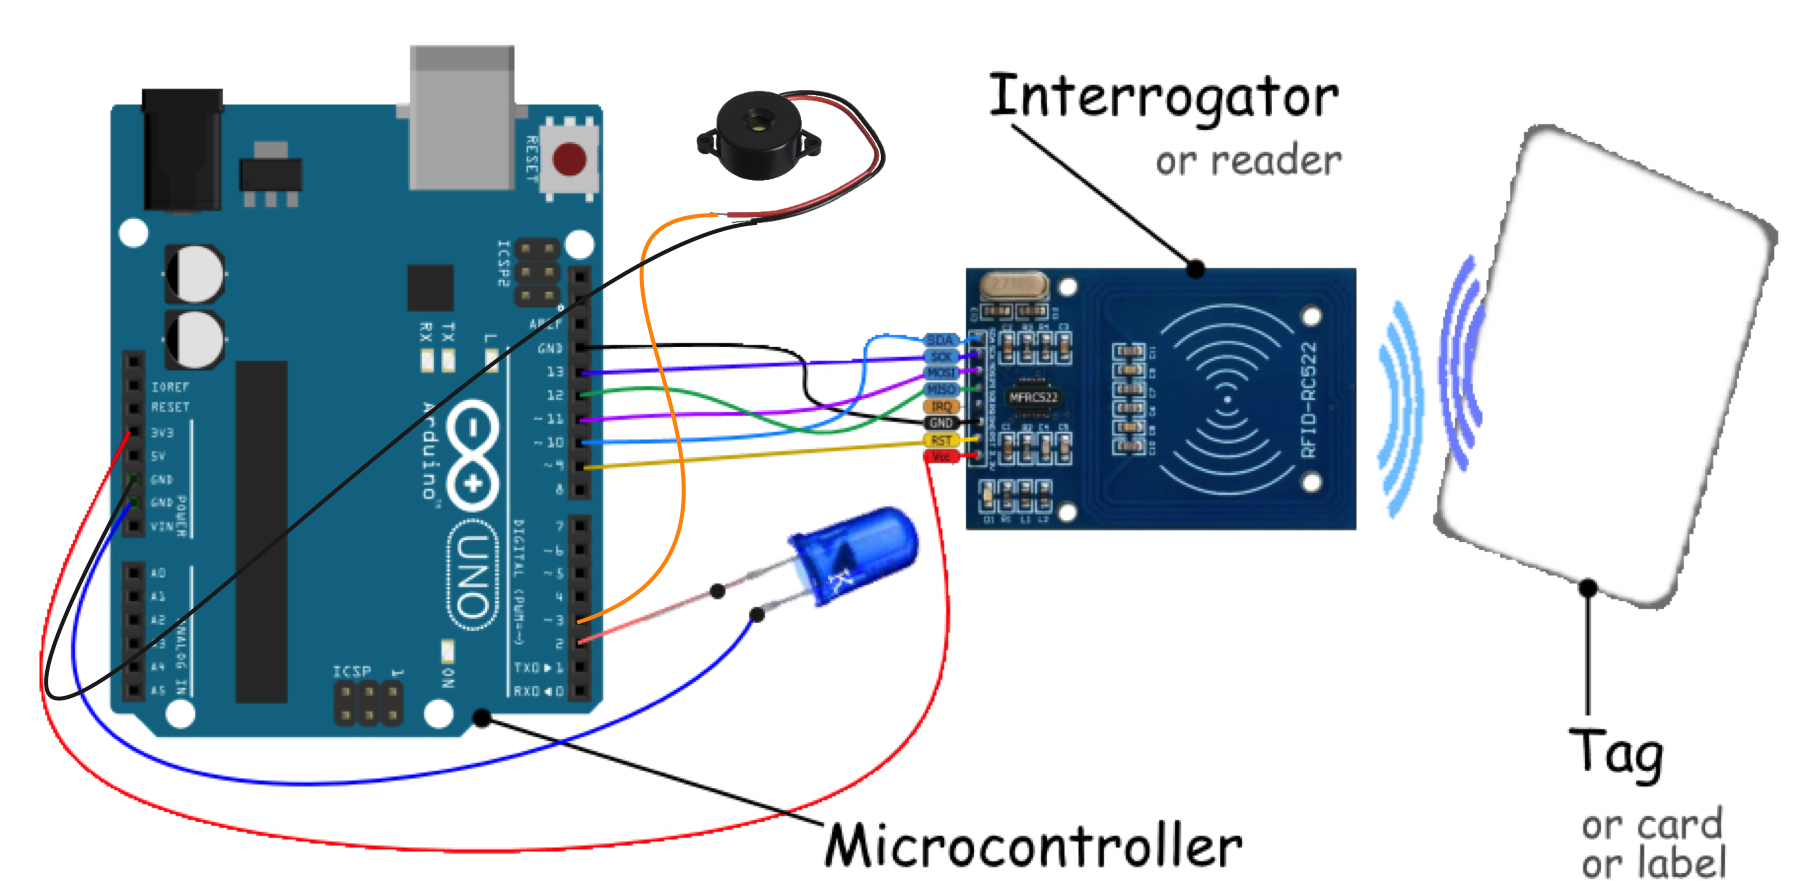 Interrogator
or reader
RESET
ICSP2
AREF
GND
13
12
~11
~10
~9
8
7
~6
~5
4
~3
2
TX0▶1
RX0◀0
DIGITAL (PWM=~)
RX
TX
L
Arduino™
UNO
ON
ICSP
1
IOREF
RESET
3V3
5V
GND
GND
VIN
POWER
A0
A1
A2
A3
A4
A5
ANALOG IN
SDA
SCK
MOSI
MISO
IRQ
GND
RST
Vcc
MFRC522
RFID-RC522
K
Microcontroller
Tag
or card
or label